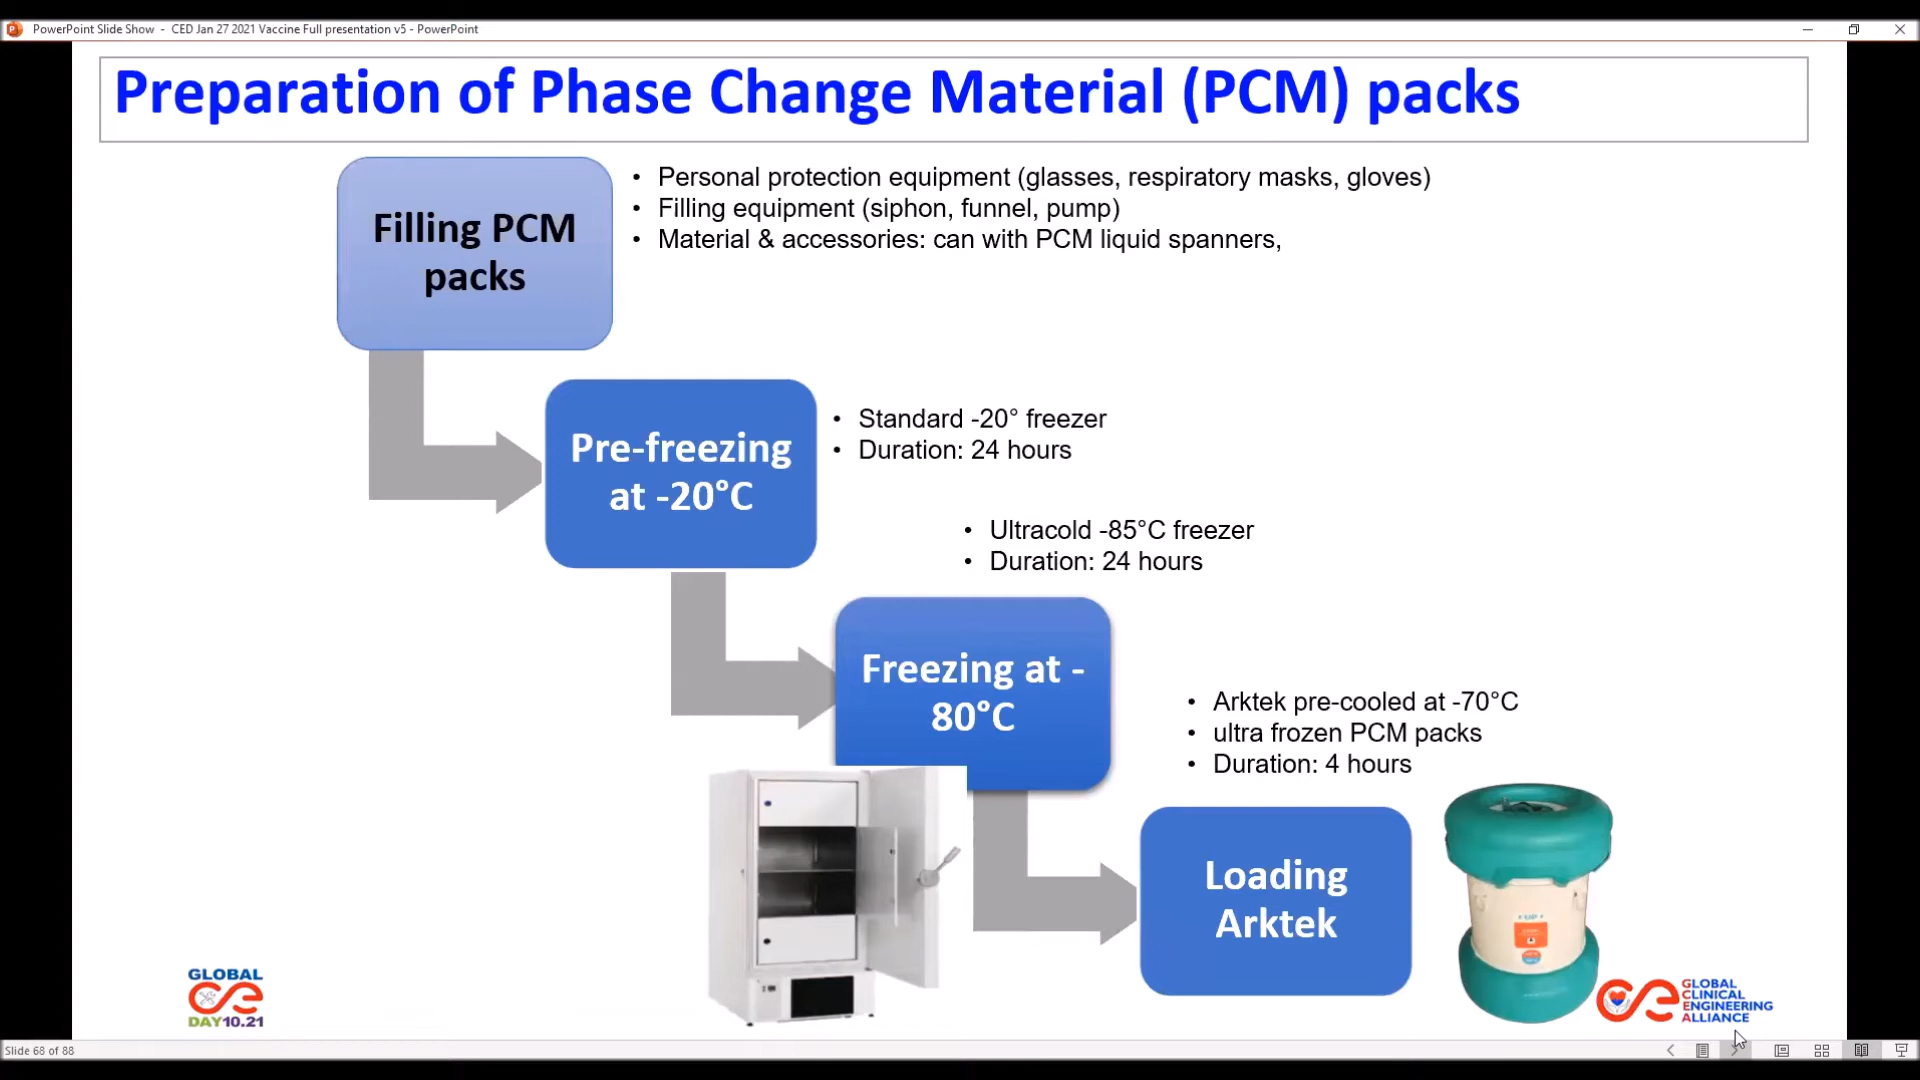 PowerPoint Slide Show - CED Jan 27 2021 Vaccine Full presentation v5 - PowerPoint
Preparation of Phase Change Material (PCM) packs
Filling PCM
packs
• Personal protection equipment (glasses, respiratory masks, gloves)
• Filling equipment (siphon, funnel, pump)
• Material & accessories: can with PCM liquid spanners,
Pre-freezing
at -20°C
• Standard -20° freezer
• Duration: 24 hours
• Ultracold -85°C freezer
• Duration: 24 hours
Freezing at -
80°C
• Arktek pre-cooled at -70°C
• ultra frozen PCM packs
• Duration: 4 hours
Loading
Arktek
UP
GLOBAL
CE
DAY10.21
GLOBAL
CLINICAL
ENGINEERING
ALLIANCE
Slide 68 of 88